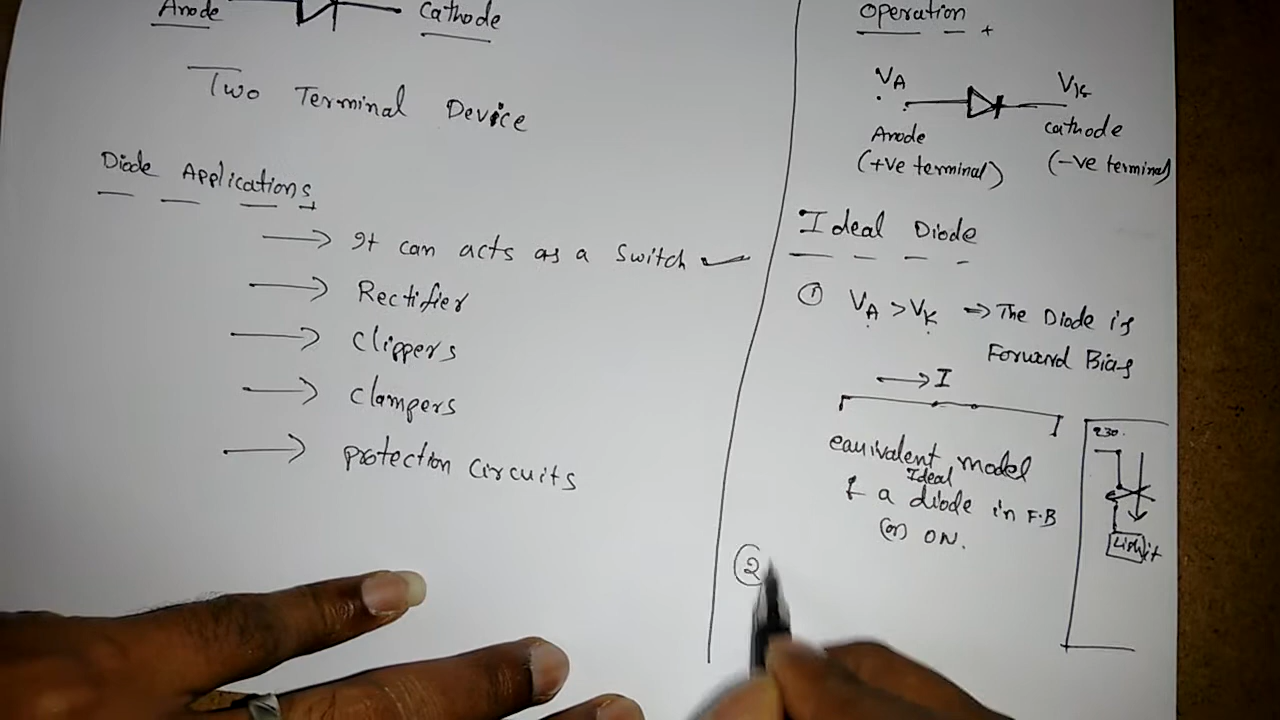 Anode Cathode
Two Terminal Device
Diode Applications
It can acts as a switch
Rectifier
Clippers
Clampers
protection circuits
Operation
VA VK
Anode cathode
(+ve terminal) (-ve terminal)
Ideal Diode
① VA > VK ⇒ The Diode is
Forward Bias
→ I
equivalent model
Ideal
& a diode in F.B
(or) ON.
230.
Light
②